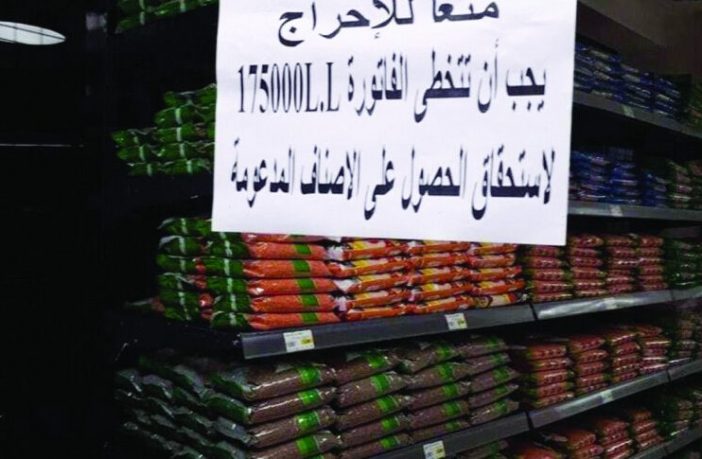 منعاً للإحراج
يجب أن تتخطى الفاتورة 175000L.L
لاستحقاق الحصول على الاصناف المدعومة